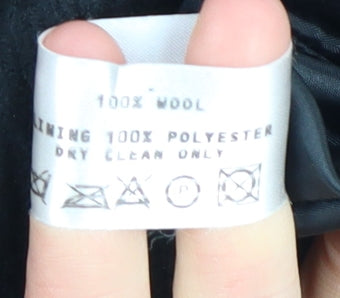 100% WOOL
LINING 100% POLYESTER
DRY CLEAN ONLY
P